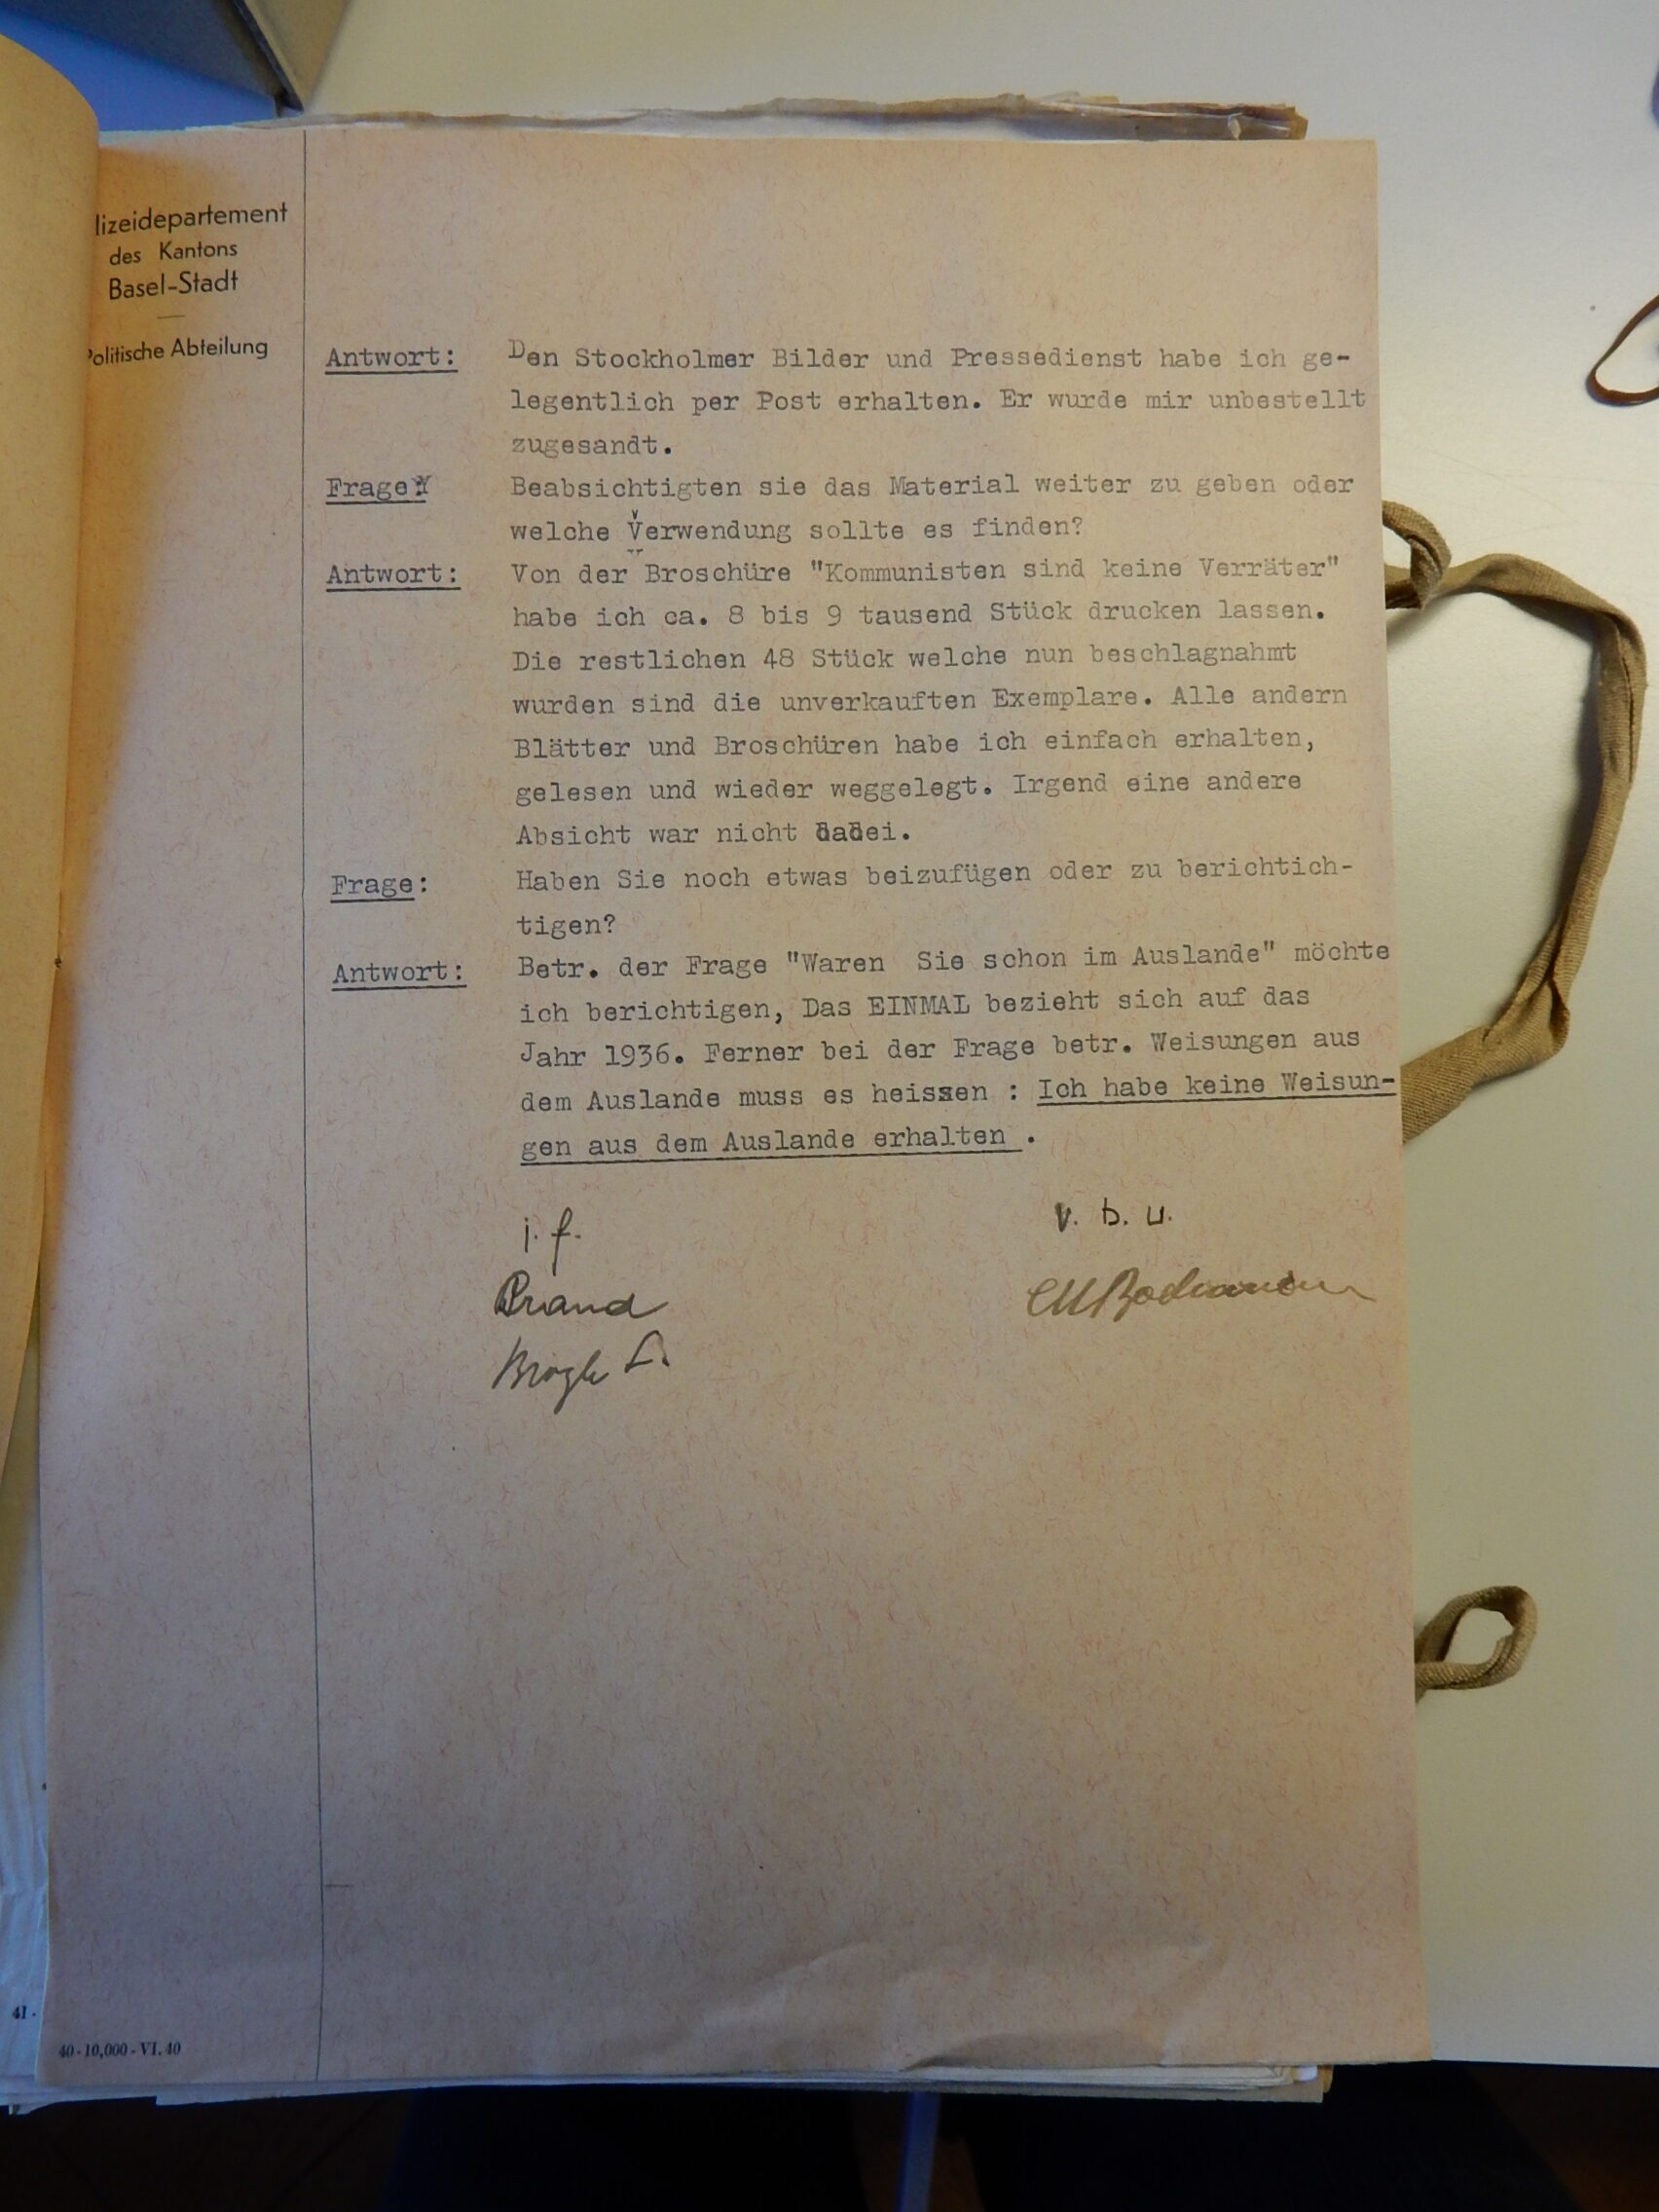 lizeidepartement
des Kantons
Basel-Stadt
Politische Abteilung
Antwort: Den Stockholmer Bilder und Pressedienst habe ich ge-
legentlich per Post erhalten. Er wurde mir unbestellt
zugesandt.
Frage: Beabsichtigten sie das Material weiter zu geben oder
welche Verwendung sollte es finden?
Antwort: Von der Broschüre "Kommunisten sind keine Verräter"
habe ich ca. 8 bis 9 tausend Stück drucken lassen.
Die restlichen 48 Stück welche nun beschlagnahmt
wurden sind die unverkauften Exemplare. Alle andern
Blätter und Broschüren habe ich einfach erhalten,
gelesen und wieder weggelegt. Irgend eine andere
Absicht war nicht dabei.
Frage: Haben Sie noch etwas beizufügen oder zu berichtich-
tigen?
Antwort: Betr. der Frage "Waren Sie schon im Auslande" möchte
ich berichtigen, Das EINMAL bezieht sich auf das
Jahr 1936. Ferner bei der Frage betr. Weisungen aus
dem Auslande muss es heissen : Ich habe keine Weisun-
gen aus dem Auslande erhalten .
j. f. v. b. u.
Brand
41 -
40 - 10,000 - VI. 40